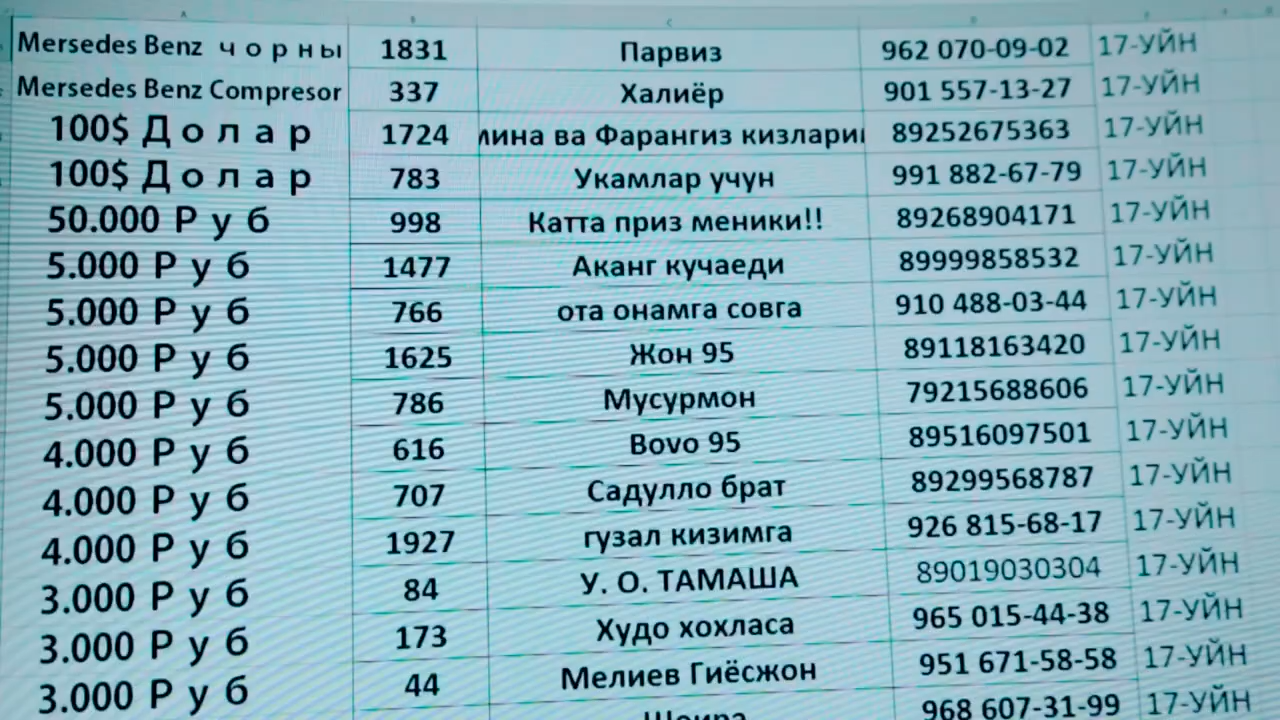 Mersedes Benz чорны 1831 Парвиз 962 070-09-02 17-УЙН
Mersedes Benz Compresor 337 Халиёр 901 557-13-27 17-УЙН
100$ Долар 1724 ва Фарангиз 89252675363 17-УЙН
100$ Долар 783 Укамлар учун 991 882-67-79 17-УЙН
50.000 Руб 998 Катта приз меники!! 89268904171 17-УЙН
5.000 Руб 1477 Аканг кучаеди 89999858532 17-УЙН
5.000 Руб 766 ота онамга совга 910 488-03-44 17-УЙН
5.000 Руб 1625 Жон 95 89118163420 17-УЙН
5.000 Руб 786 Мусурмон 79215688606 17-УЙН
4.000 Руб 616 Bovo 95 89516097501 17-УЙН
4.000 Руб 707 Садулло брат 89299568787 17-УЙН
4.000 Руб 1927 гузал кизимга 926 815-68-17 17-УЙН
3.000 Руб 84 У. О. ТАМАША 89019030304 17-УЙН
3.000 Руб 173 Худо хохласа 965 015-44-38 17-УЙН
3.000 Руб 44 Мелиев Гиёсжон 951 671-58-58 17-УЙН
968 607-31-99 17-УЙН